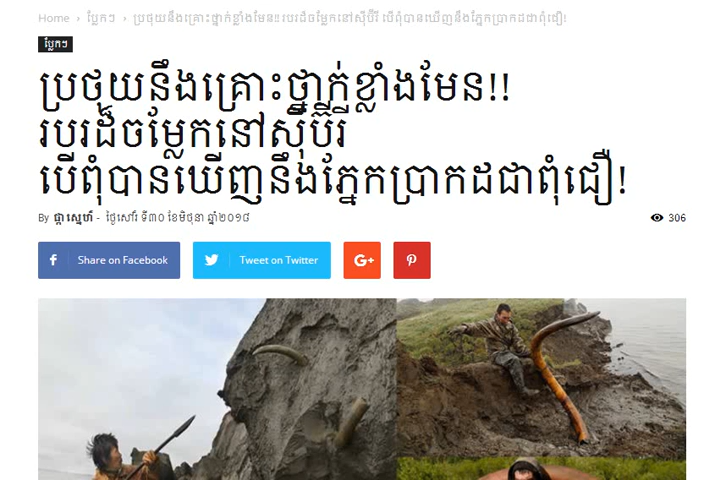 Home › ប្លែកៗ › ប្រថុយនឹងគ្រោះថ្នាក់ខ្លាំងមែន!! របរដ៏ចម្លែកនៅស៊ីប៊ីរី បើពុំបានឃើញនឹងភ្នែកប្រាកដជាពុំជឿ!
ប្លែកៗ
ប្រថុយនឹងគ្រោះថ្នាក់ខ្លាំងមែន!!
របរដ៏ចម្លែកនៅស៊ីប៊ីរី
បើពុំបានឃើញនឹងភ្នែកប្រាកដជាពុំជឿ!
By ផ្កា ស្នេហ៍ - ថ្ងៃសៅរ៍ ទី៣០ ខែមិថុនា ឆ្នាំ២០១៨ 306
Share on Facebook Tweet on Twitter